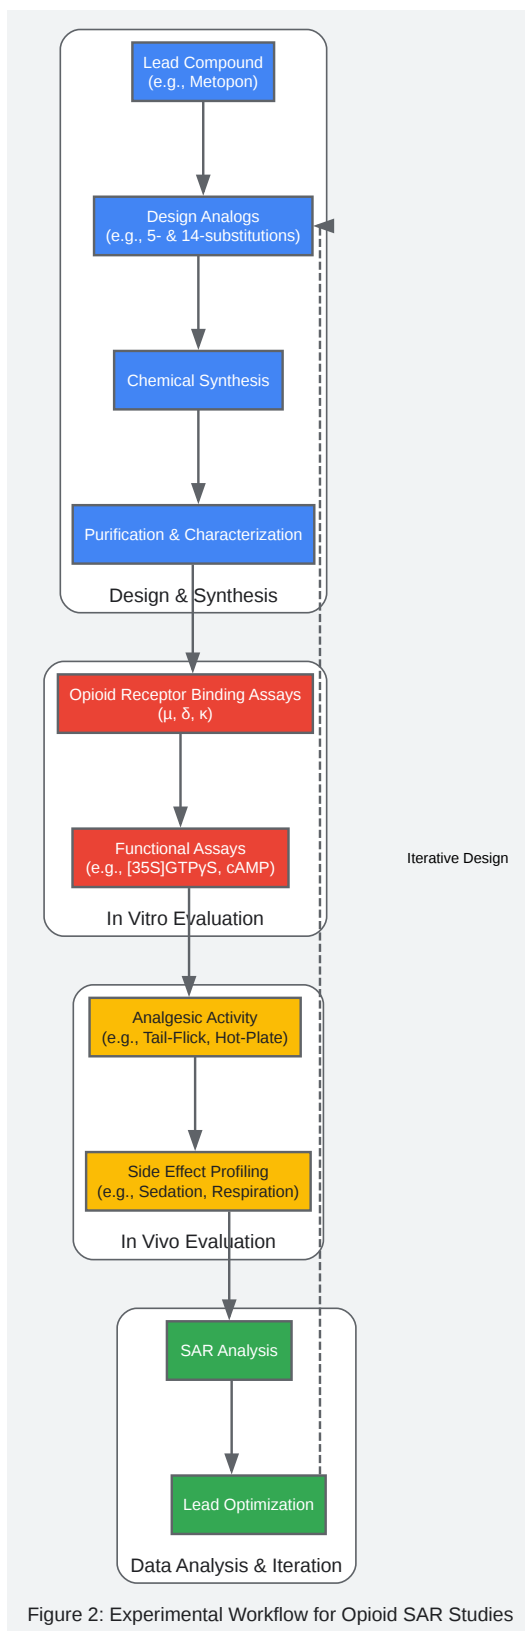 Lead Compound
(e.g., Metopon)
Design Analogs
(e.g., 5- & 14-substitutions)
Chemical Synthesis
Purification & Characterization
Design & Synthesis
Opioid Receptor Binding Assays
(μ, δ, κ)
Functional Assays
(e.g., [35S]GTPγS, cAMP)
In Vitro Evaluation
Iterative Design
Analgesic Activity
(e.g., Tail-Flick, Hot-Plate)
Side Effect Profiling
(e.g., Sedation, Respiration)
In Vivo Evaluation
SAR Analysis
Lead Optimization
Data Analysis & Iteration
Figure 2: Experimental Workflow for Opioid SAR Studies